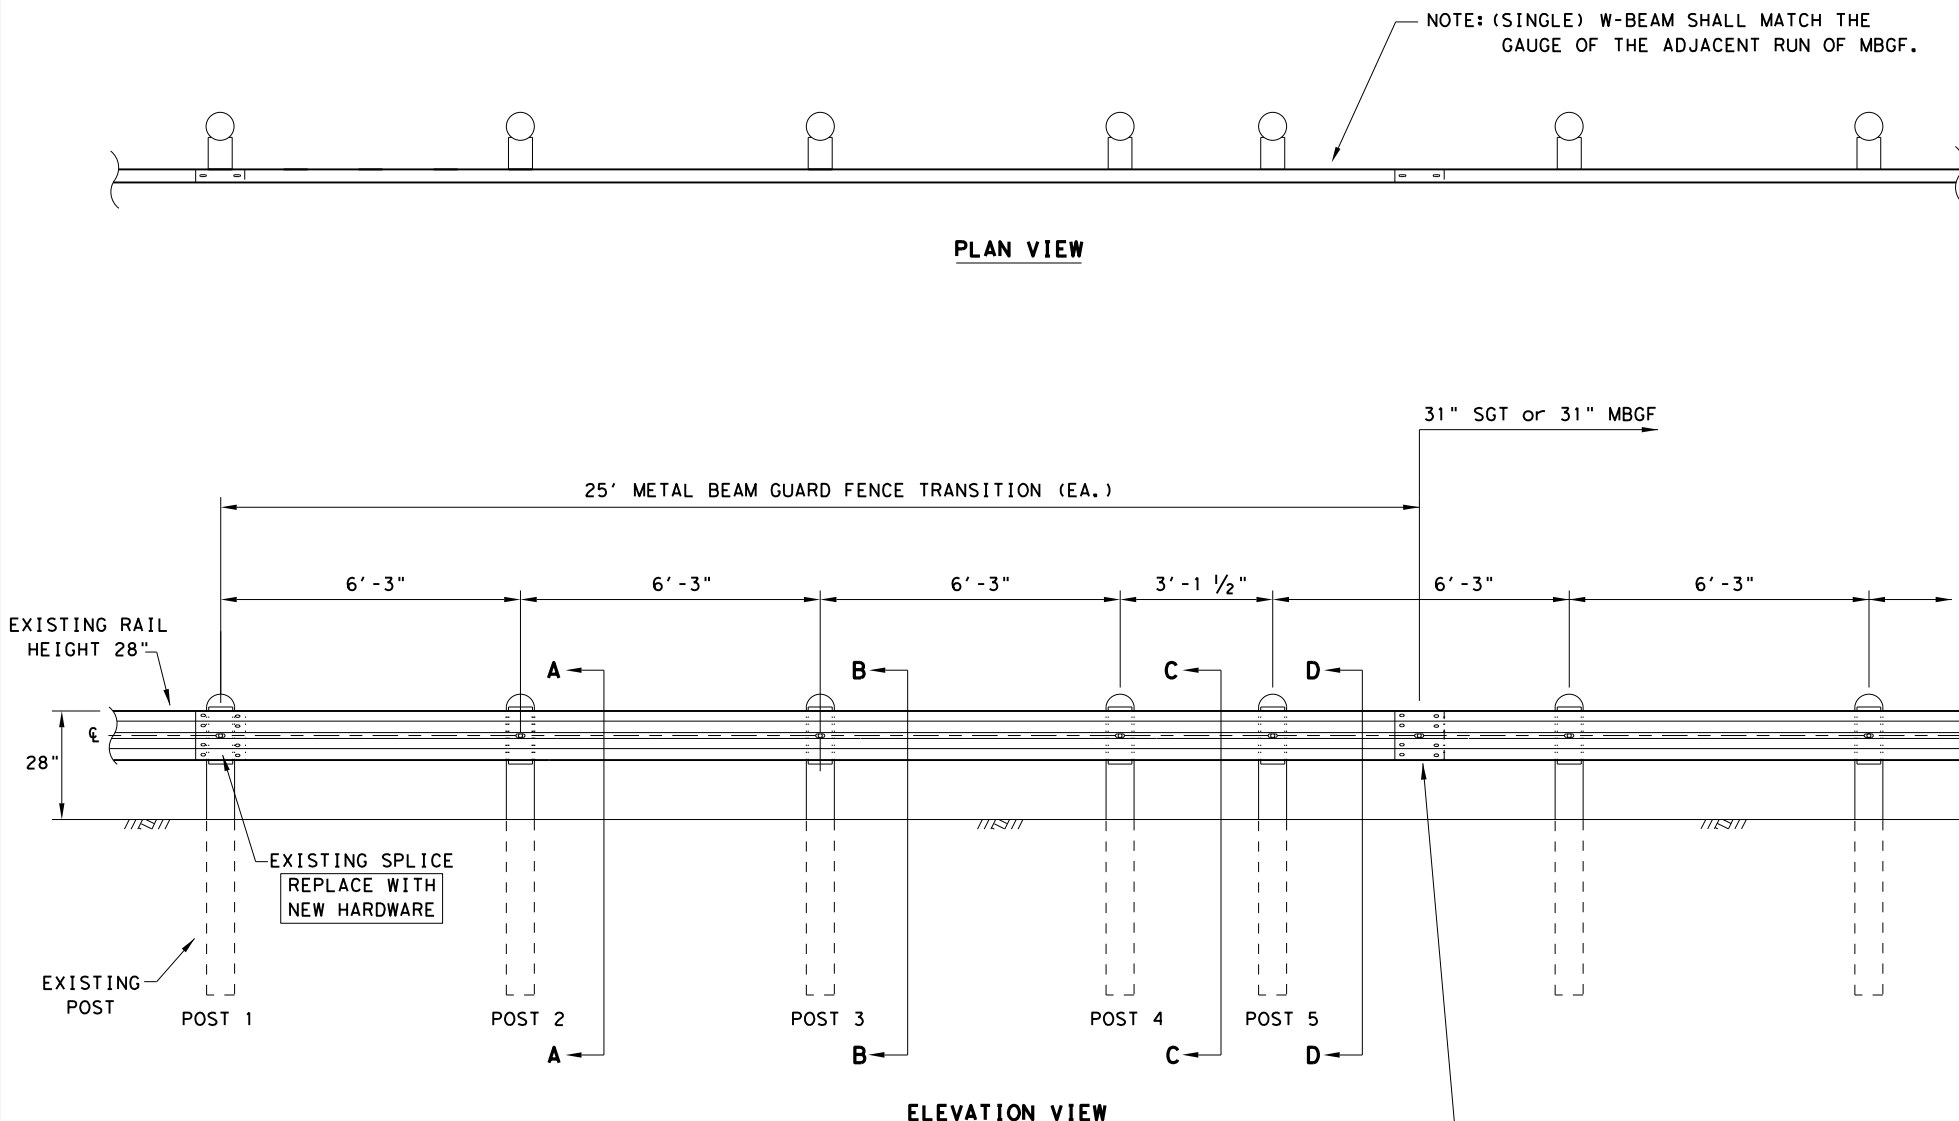 NOTE: (SINGLE) W-BEAM SHALL MATCH THE
GAUGE OF THE ADJACENT RUN OF MBGF.
PLAN VIEW
31" SGT or 31" MBGF
25' METAL BEAM GUARD FENCE TRANSITION (EA.)
6'-3" 6'-3" 6'-3" 3'-1 ½" 6'-3" 6'-3"
EXISTING RAIL
HEIGHT 28"
A B C D
℄
28"
EXISTING SPLICE
REPLACE WITH
NEW HARDWARE
EXISTING
POST
POST 1 POST 2 POST 3 POST 4 POST 5
A B C D
ELEVATION VIEW